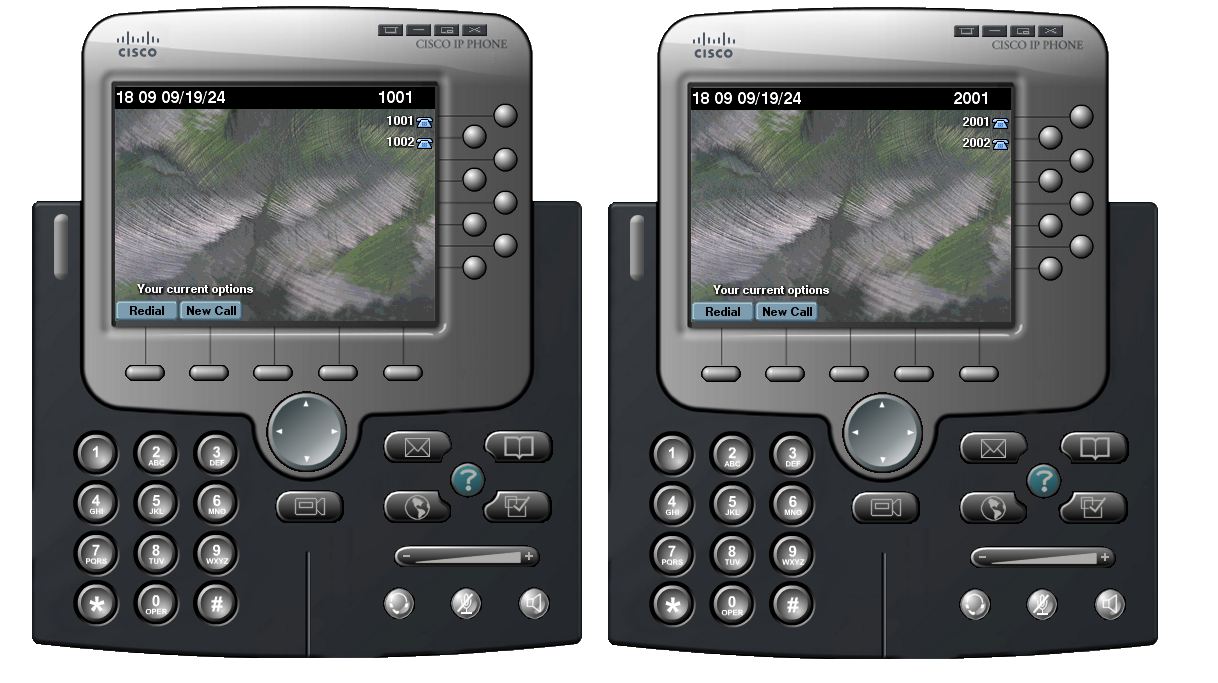 CISCO
CISCO IP PHONE
18 09 09/19/24 1001
1001
1002
Your current options
Redial New Call
1
2 ABC
3 DEF
4 GHI
5 JKL
6 MNO
7 PQRS
8 TUV
9 WXYZ
*
0 OPER
#
?
- +
CISCO
CISCO IP PHONE
18 09 09/19/24 2001
2001
2002
Your current options
Redial New Call
1
2 ABC
3 DEF
4 GHI
5 JKL
6 MNO
7 PQRS
8 TUV
9 WXYZ
*
0 OPER
#
?
- +